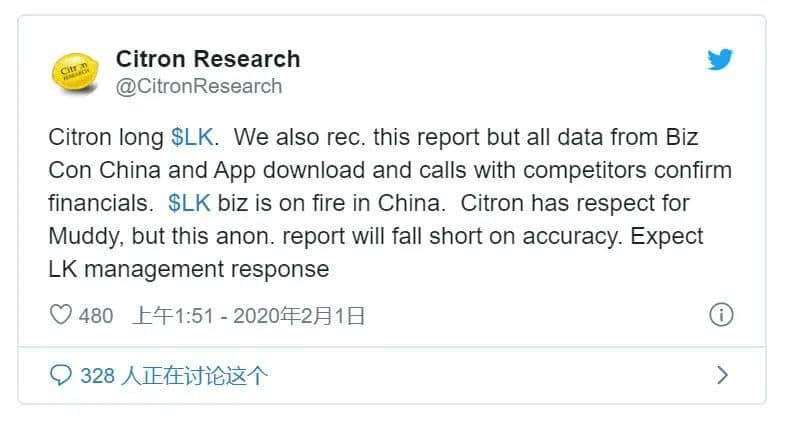 Citron Research
@CitronResearch
Citron long $LK. We also rec. this report but all data from Biz
Con China and App download and calls with competitors confirm
financials. $LK biz is on fire in China. Citron has respect for
Muddy, but this anon. report will fall short on accuracy. Expect
LK management response
480 上午1:51 - 2020年2月1日
328 人正在讨论这个